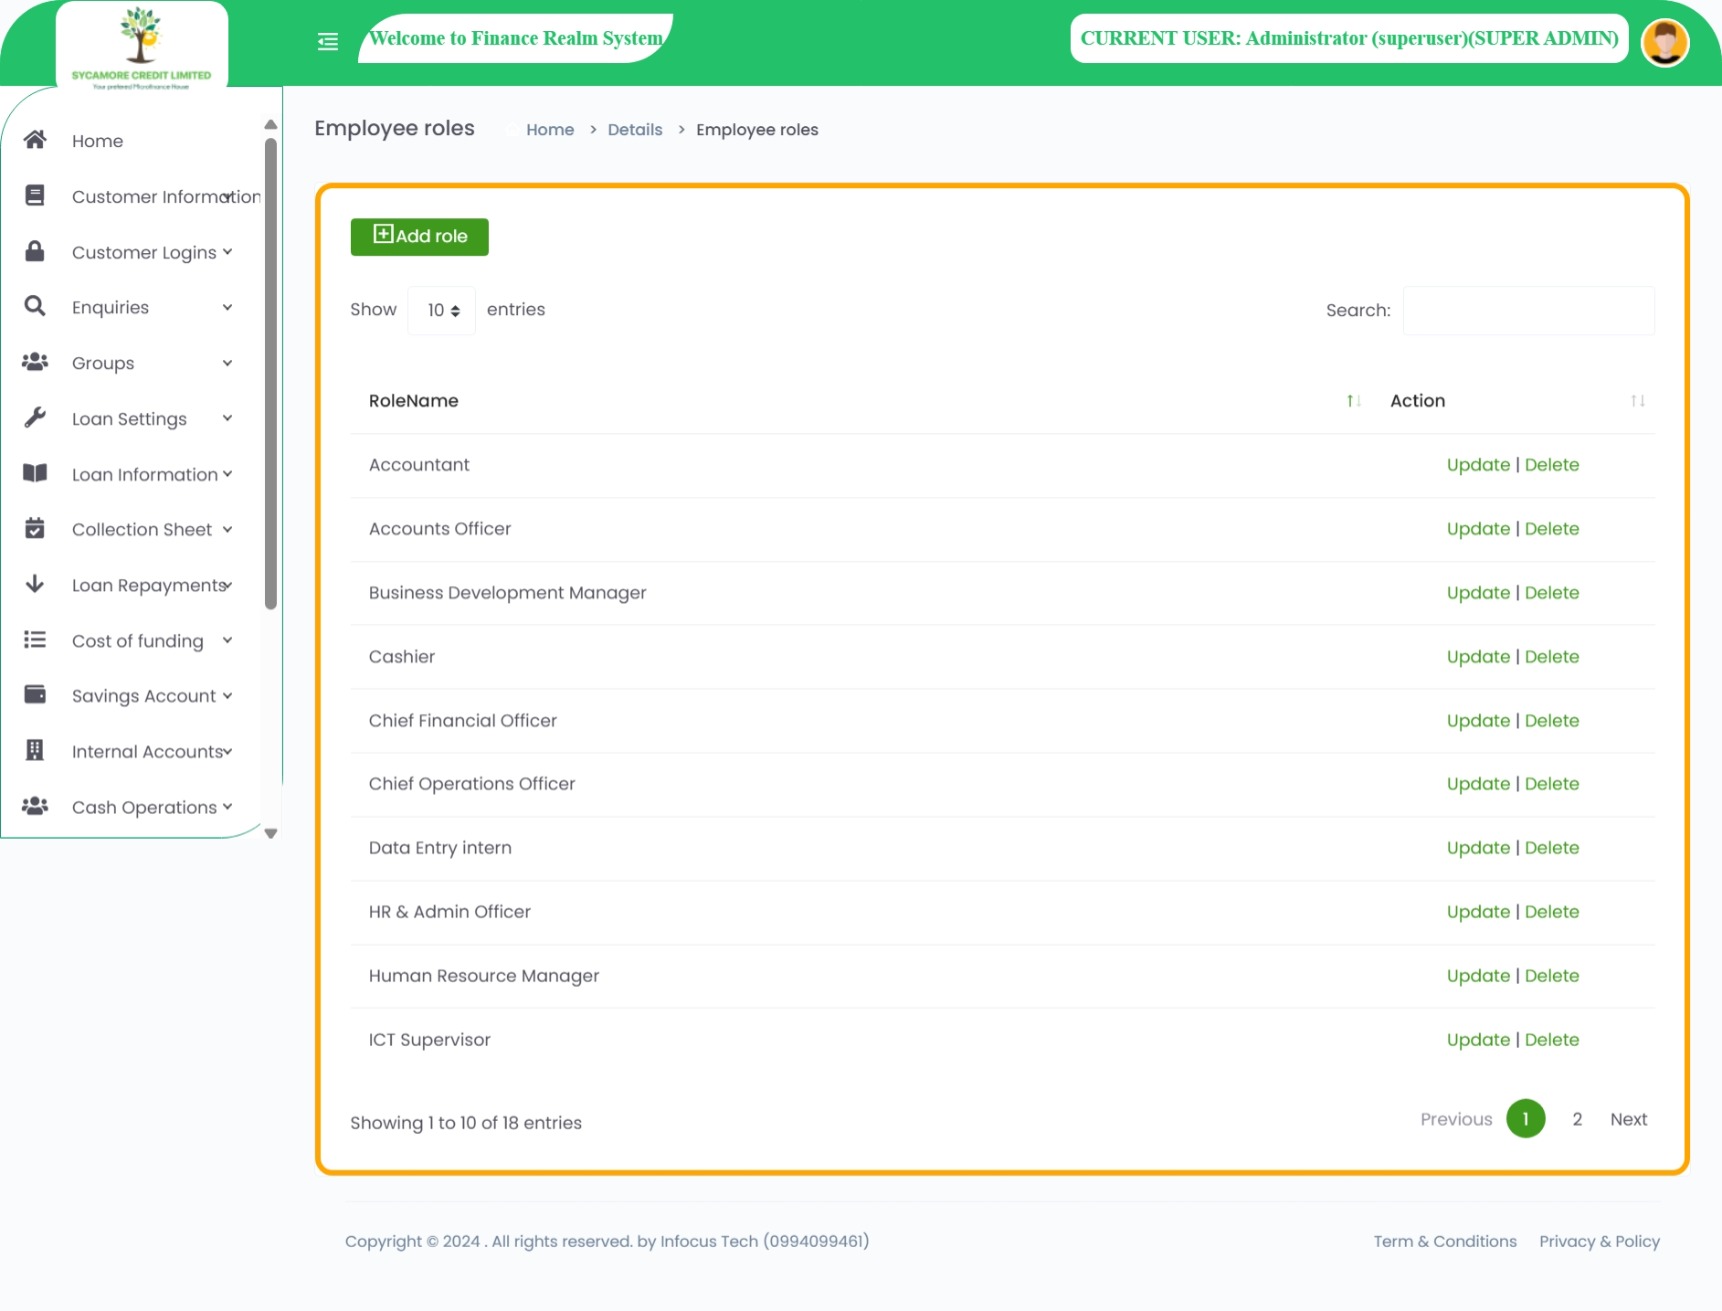 SYCAMORE CREDIT LIMITED
Your prefered Microfinance House
Welcome to Finance Realm System
CURRENT USER: Administrator (superuser)(SUPER ADMIN)
Home
Customer Information
Customer Logins
Enquiries
Groups
Loan Settings
Loan Information
Collection Sheet
Loan Repayments
Cost of funding
Savings Account
Internal Accounts
Cash Operations
Employee roles
Home > Details > Employee roles
Add role
Show 10 entries
Search:
RoleName Action
Accountant Update | Delete
Accounts Officer Update | Delete
Business Development Manager Update | Delete
Cashier Update | Delete
Chief Financial Officer Update | Delete
Chief Operations Officer Update | Delete
Data Entry intern Update | Delete
HR & Admin Officer Update | Delete
Human Resource Manager Update | Delete
ICT Supervisor Update | Delete
Showing 1 to 10 of 18 entries
Previous 1 2 Next
Copyright © 2024 . All rights reserved. by Infocus Tech (0994099461)
Term & Conditions Privacy & Policy